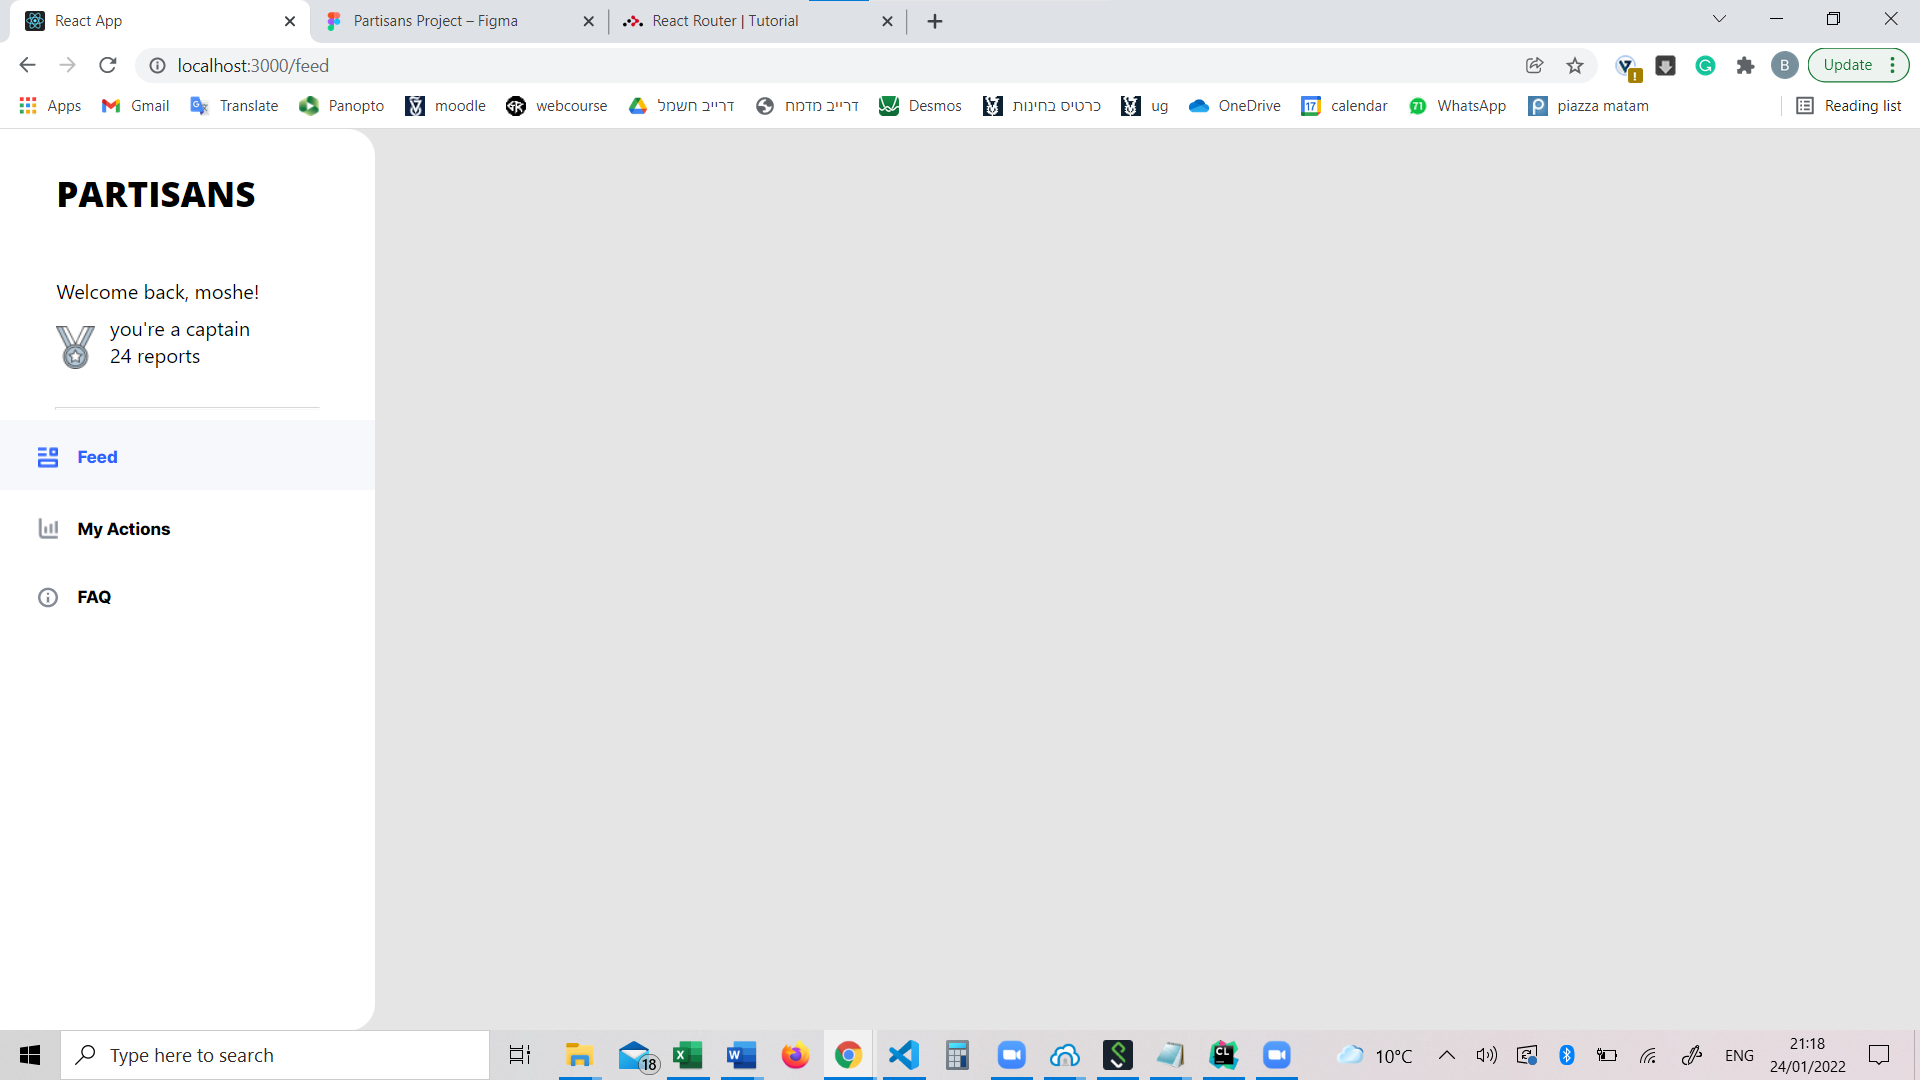 React App
Partisans Project – Figma
React Router | Tutorial
localhost:3000/feed
B
Update
Apps
Gmail
Translate
Panopto
moodle
webcourse
דרייב חשמל
דרייב מדמח
Desmos
כרטיס בחינות
ug
OneDrive
17
calendar
71
WhatsApp
piazza matam
Reading list
PARTISANS
Welcome back, moshe!
you're a captain
24 reports
Feed
My Actions
FAQ
Type here to search
18
10°C
ENG
21:18
24/01/2022